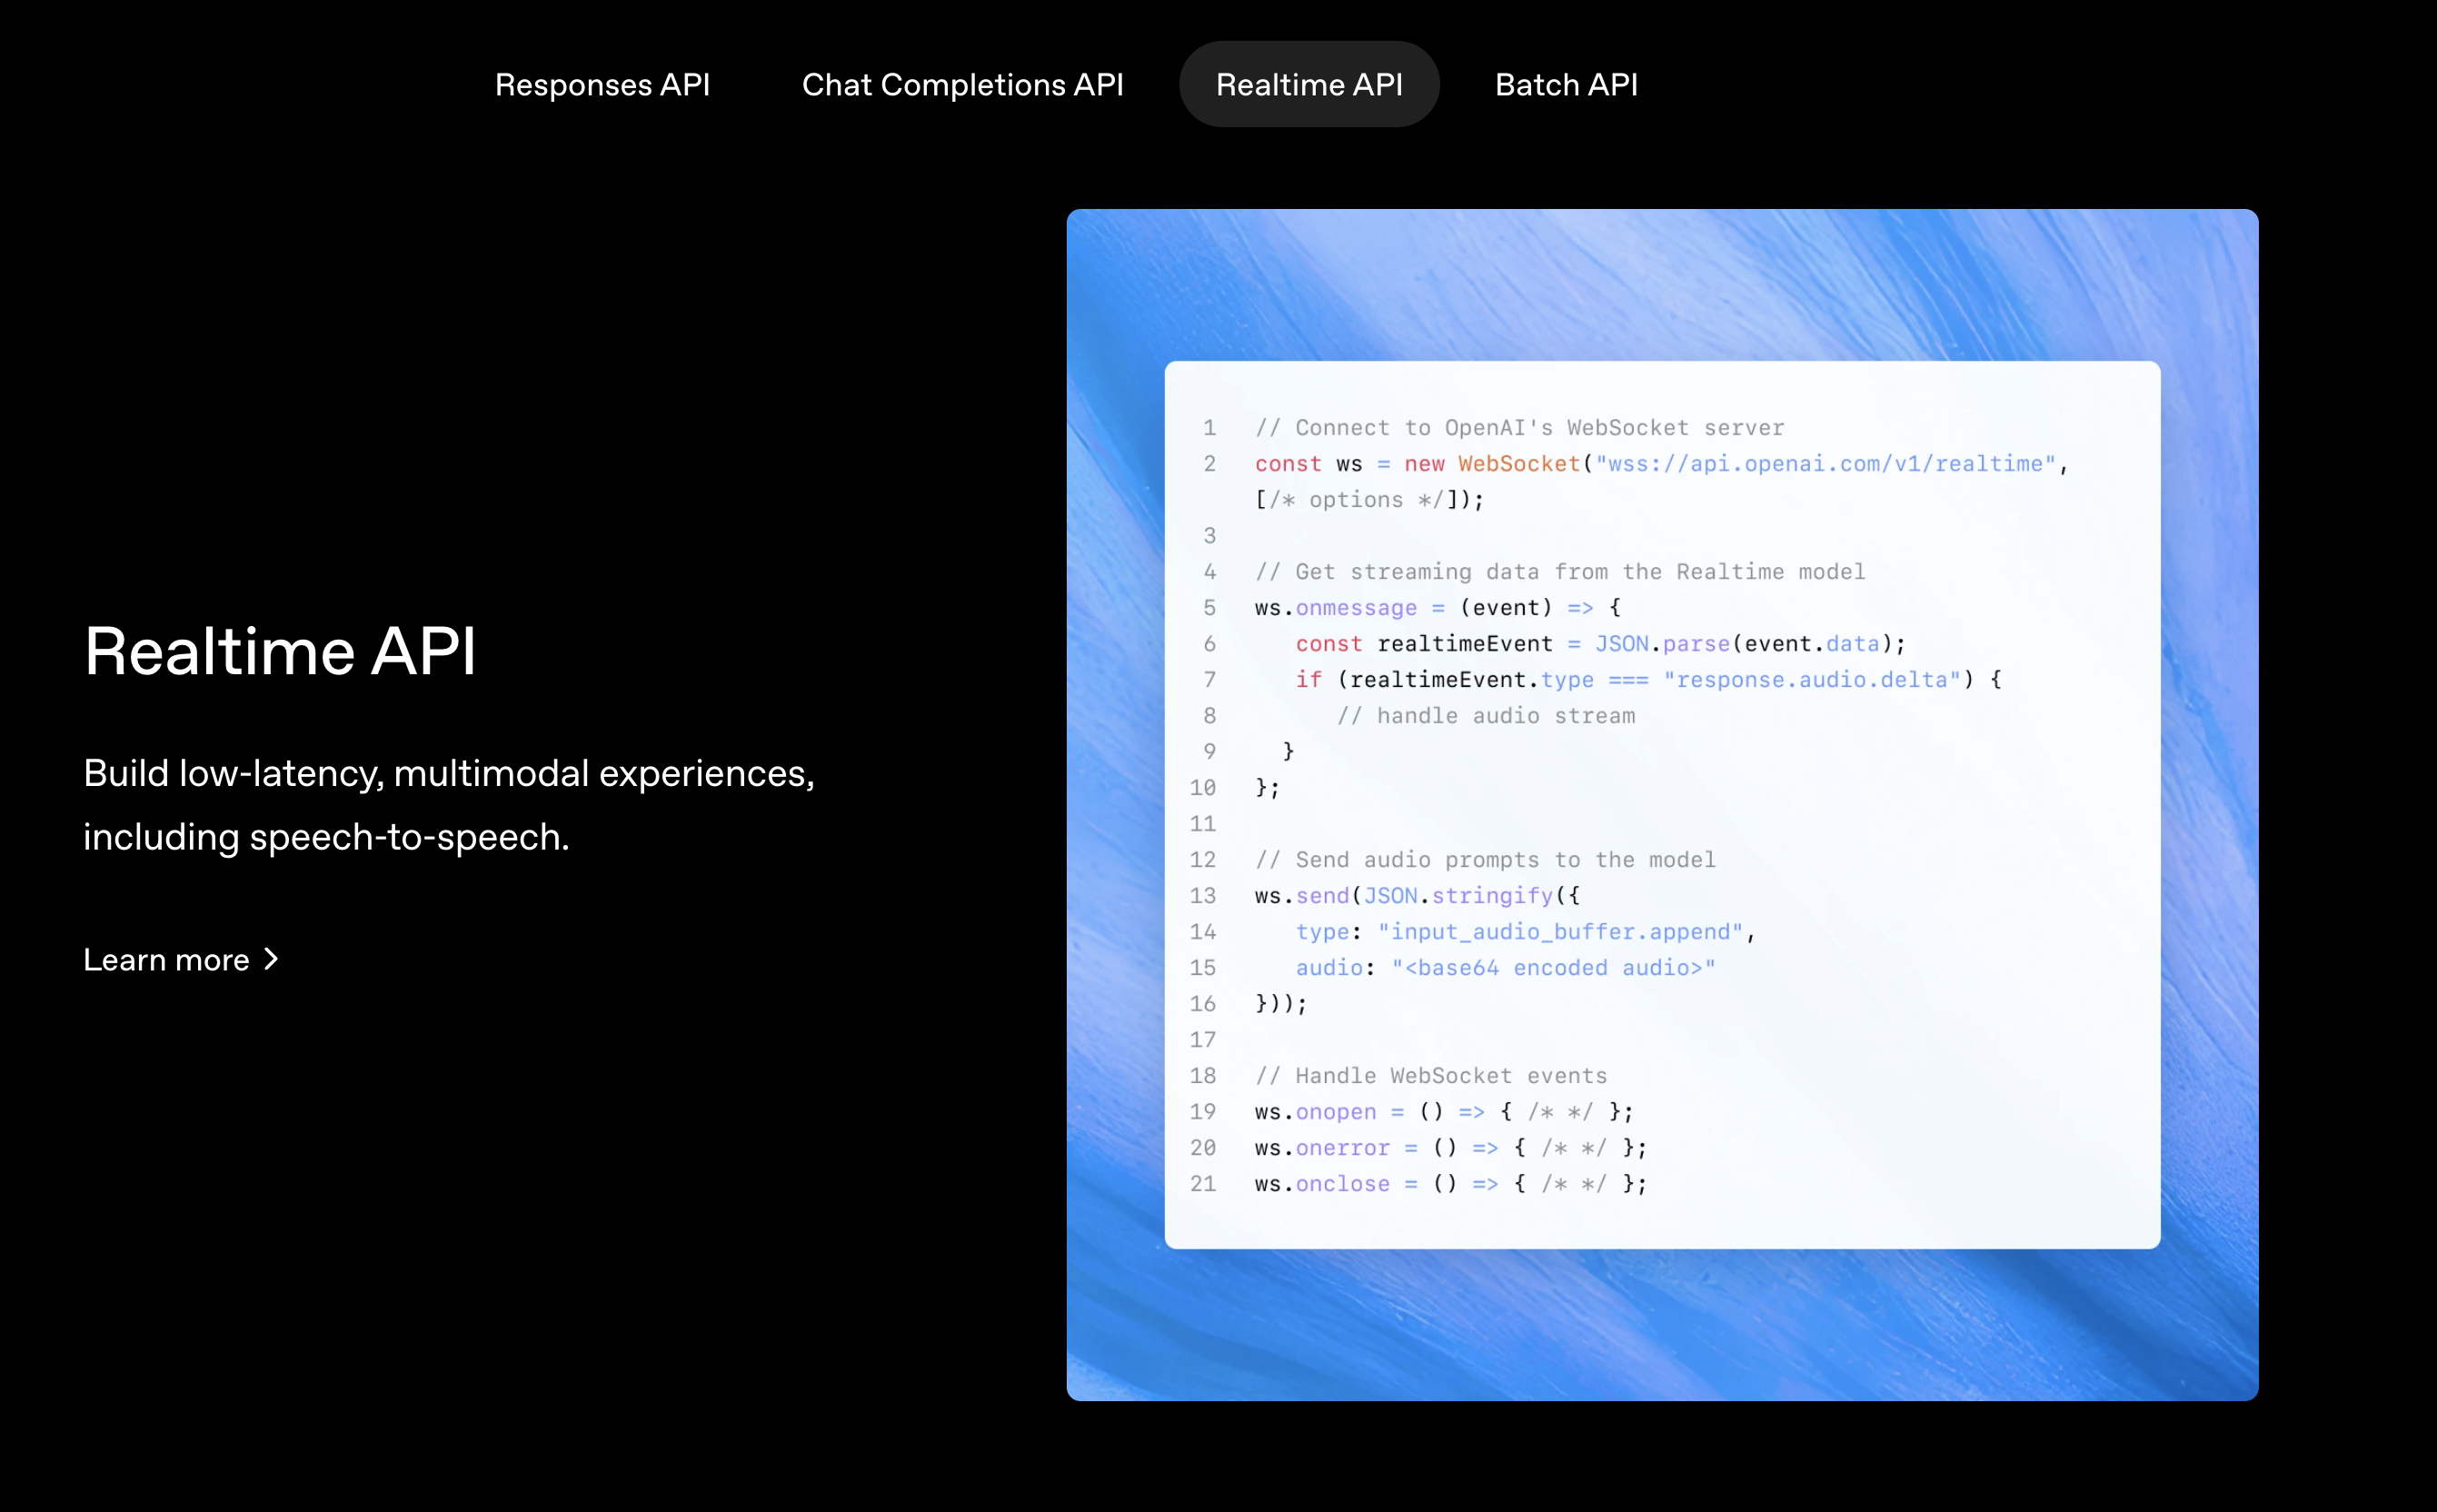 Responses API
Chat Completions API
Realtime API
Batch API
Realtime API
Build low-latency, multimodal experiences,
including speech-to-speech.
Learn more >
1 // Connect to OpenAI's WebSocket server
2 const ws = new WebSocket("wss://api.openai.com/v1/realtime",
[/* options */]);
3
4 // Get streaming data from the Realtime model
5 ws.onmessage = (event) => {
6    const realtimeEvent = JSON.parse(event.data);
7    if (realtimeEvent.type === "response.audio.delta") {
8       // handle audio stream
9   }
10 };
11
12 // Send audio prompts to the model
13 ws.send(JSON.stringify({
14    type: "input_audio_buffer.append",
15    audio: "<base64 encoded audio>"
16 }));
17
18 // Handle WebSocket events
19 ws.onopen = () => { /* */ };
20 ws.onerror = () => { /* */ };
21 ws.onclose = () => { /* */ };